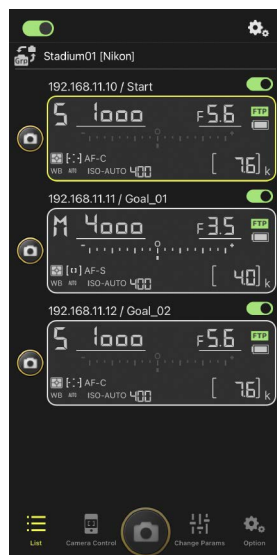 Grp Stadium01 [Nikon]
192.168.11.10 / Start
S 1000 F5.6 FTP
[·] AF-C
WB ISO-AUTO 400 [ 7.6] k
192.168.11.11 / Goal_01
M 4000 F3.5 FTP
AF-S
WB ISO-AUTO 400 [ 4.0] k
192.168.11.12 / Goal_02
S 1000 F5.6 FTP
[·] AF-C
WB ISO-AUTO 400 [ 7.6] k
List Camera Control Change Params Option